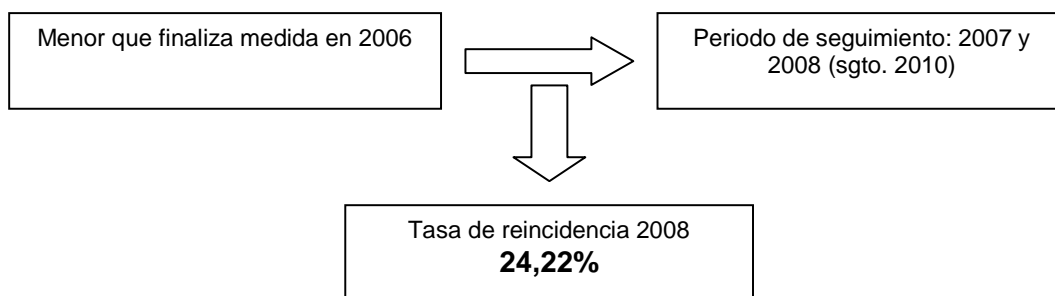 Menor que finaliza medida en 2006
Periodo de seguimiento: 2007 y
2008 (sgto. 2010)
Tasa de reincidencia 2008
24,22%